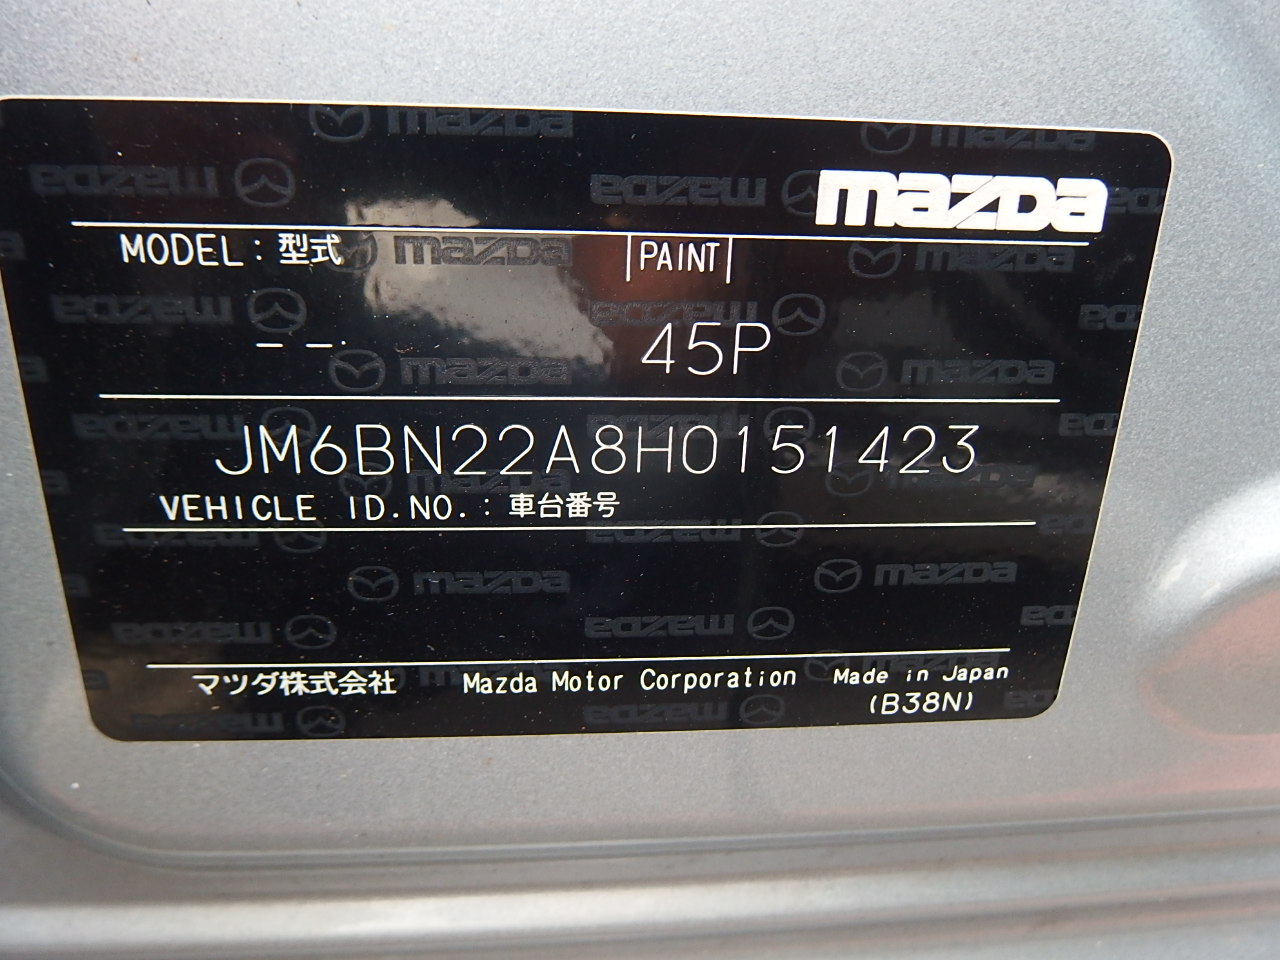 mazda
MODEL : 型式 |PAINT|
-- 45P
JM6BN22A8H0151423
VEHICLE ID.NO. : 車台番号
マツダ株式会社 Mazda Motor Corporation Made in Japan
(B38N)